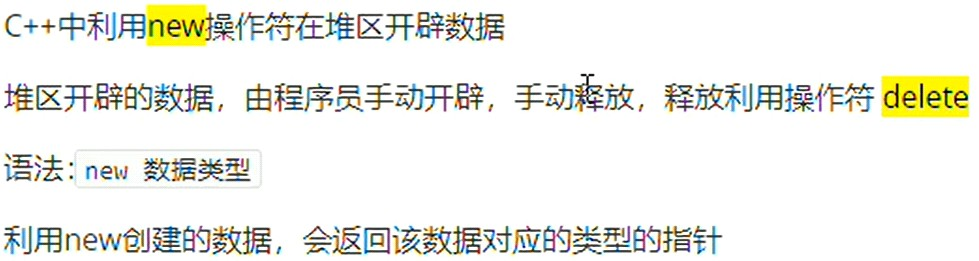 C++中利用new操作符在堆区开辟数据
堆区开辟的数据，由程序员手动开辟，手动释放，释放利用操作符 delete
语法：new 数据类型
利用new创建的数据，会返回该数据对应的类型的指针